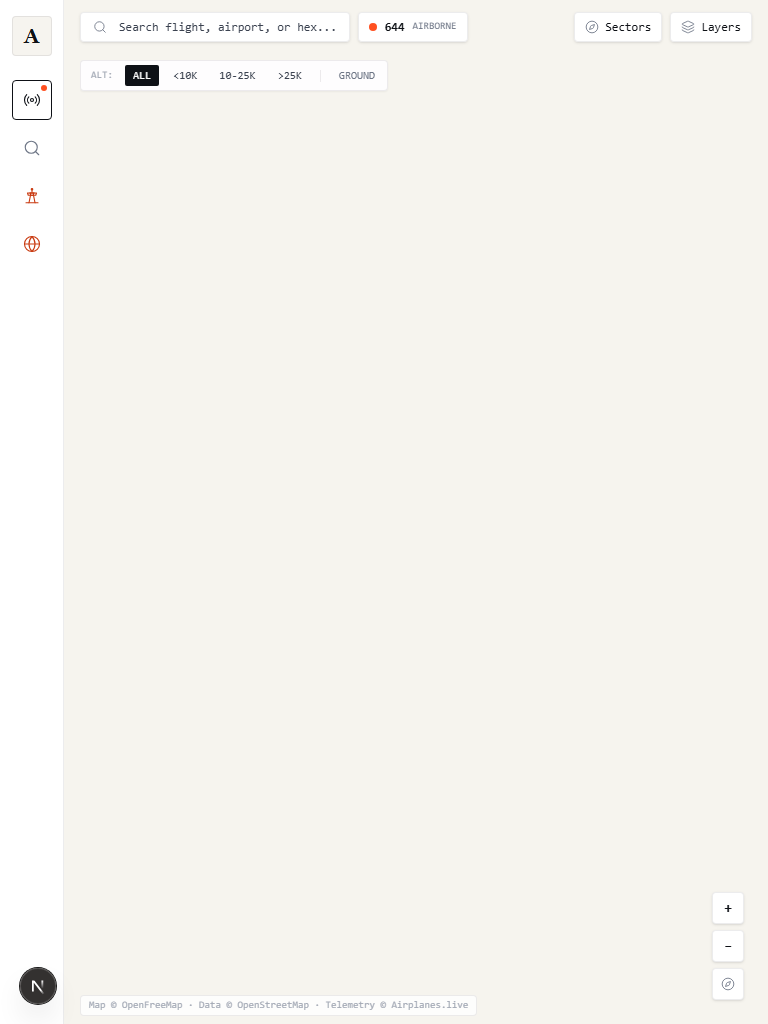 A
Search flight, airport, or hex...
644 AIRBORNE
Sectors
Layers
ALT: ALL <10K 10-25K >25K GROUND
+
−
N
Map © OpenFreeMap · Data © OpenStreetMap · Telemetry © Airplanes.live